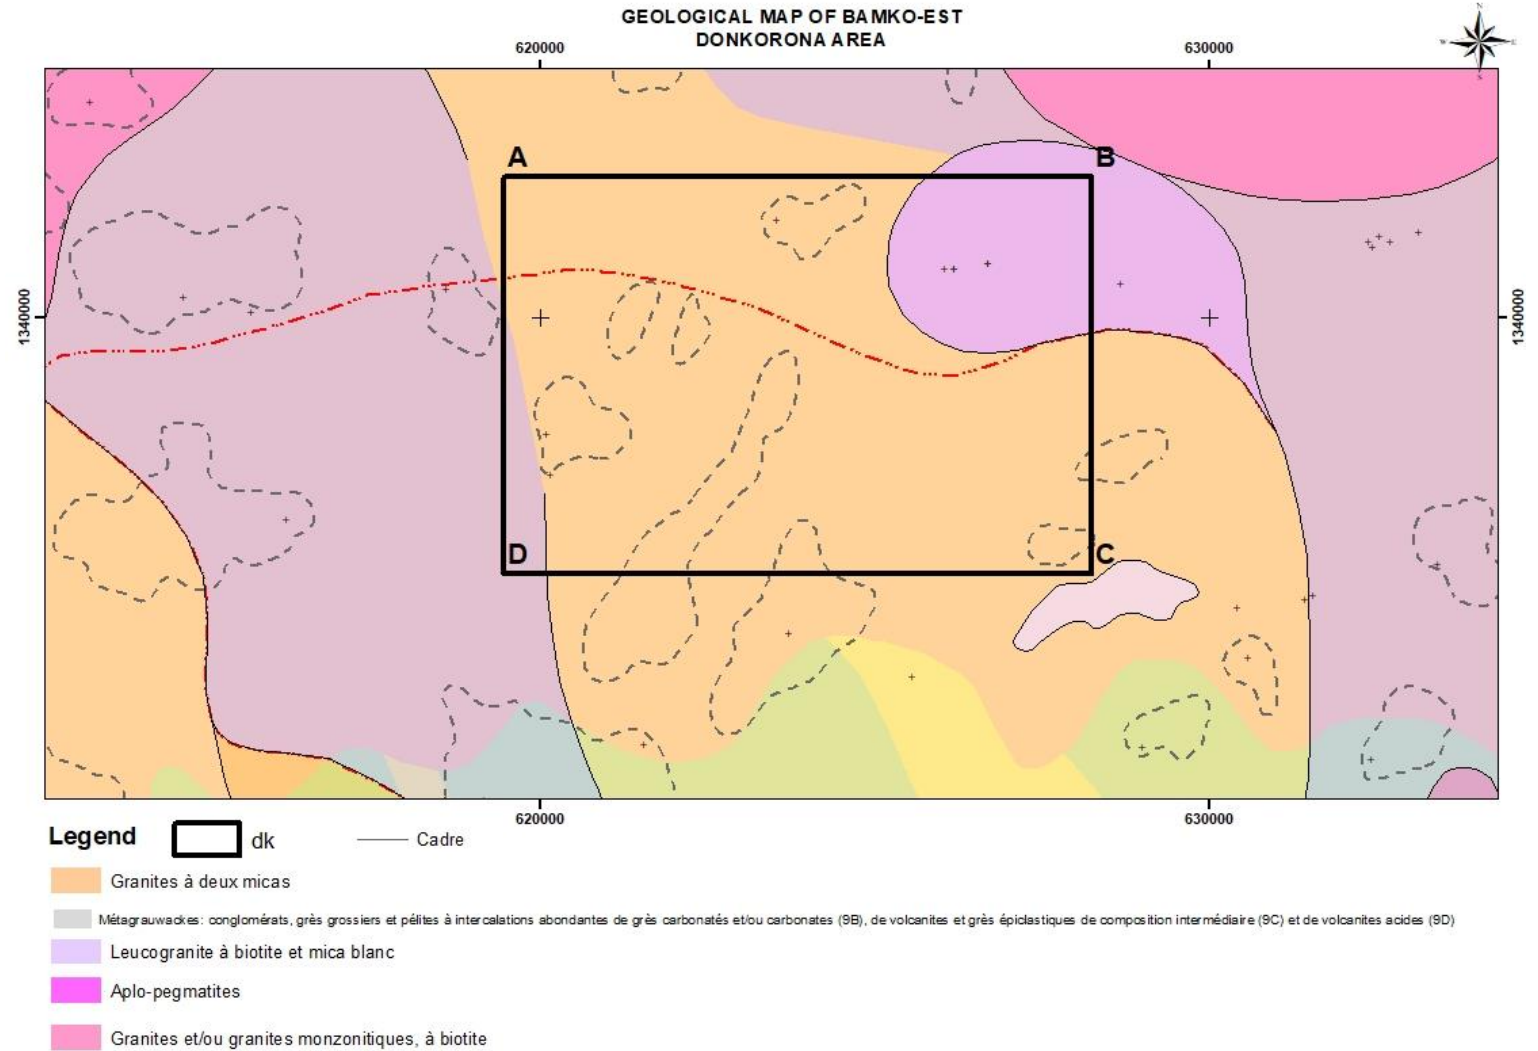 GEOLOGICAL MAP OF BAMKO-EST
DONKORONA AREA
620000
630000
N
W
E
S
A
B
1340000
1340000
D
C
620000
630000
Legend
dk
Cadre
Granites à deux micas
Métagrauwackes: conglomérats, grès grossiers et pélites à intercalations abondantes de grès carbonatés et/ou carbonates (9B), de volcanites et grès épiclastiques de composition intermédiaire (9C) et de volcanites acides (9D)
Leucogranite à biotite et mica blanc
Aplo-pegmatites
Granites et/ou granites monzonitiques, à biotite